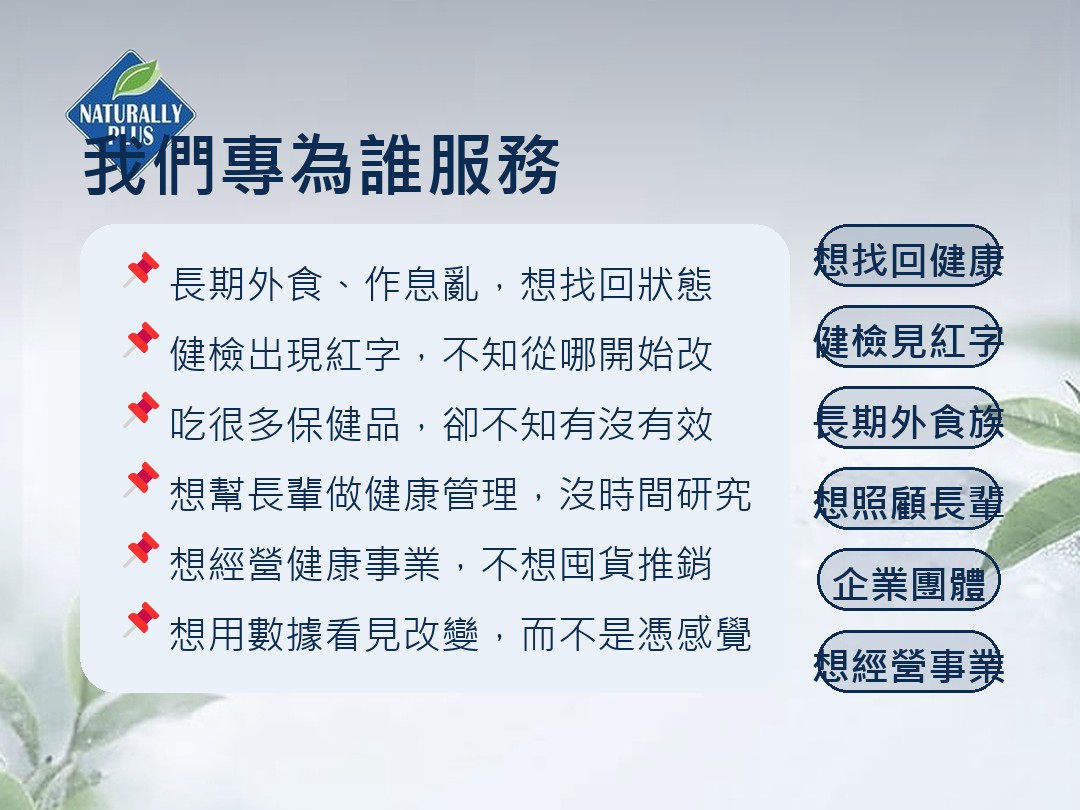 NATURALLY
PLUS
我們專為誰服務
長期外食、作息亂，想找回狀態
健檢出現紅字，不知從哪開始改
吃很多保健品，卻不知有沒有效
想幫長輩做健康管理，沒時間研究
想經營健康事業，不想囤貨推銷
想用數據看見改變，而不是憑感覺
想找回健康
健檢見紅字
長期外食族
想照顧長輩
企業團體
想經營事業